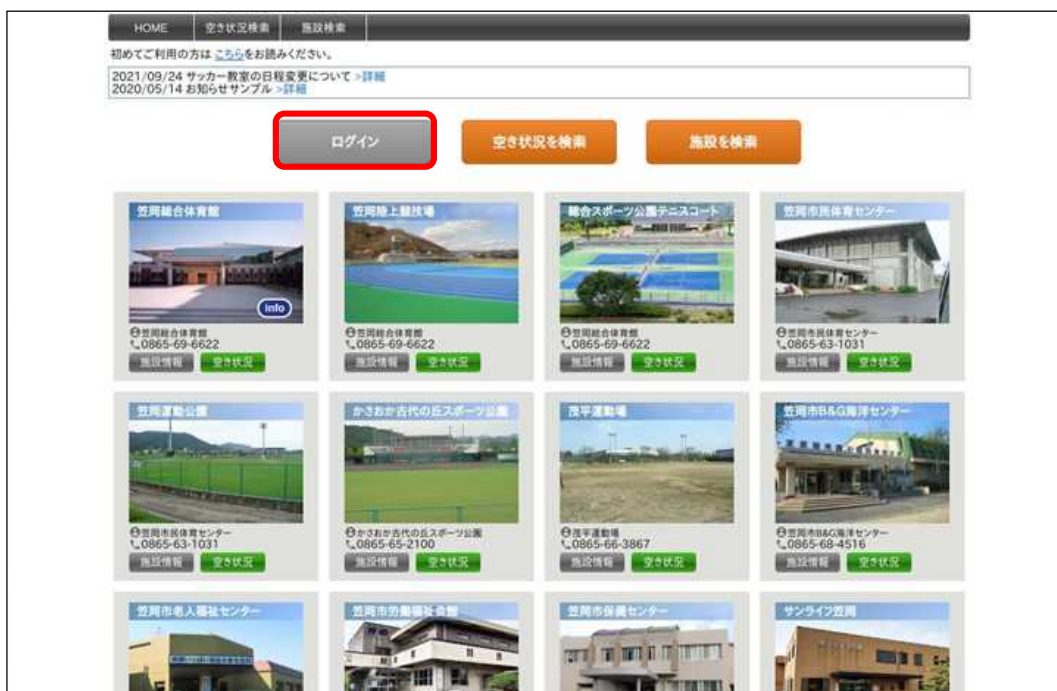 HOME 空き状況検索 施設検索
初めてご利用の方は こちらをお読みください。
2021/09/24 サッカー教室の日程変更について >詳細
2020/05/14 お知らせサンプル >詳細
ログイン 空き状況を検索 施設を検索
笠岡総合体育館 笠岡陸上競技場 総合スポーツ公園テニスコート 笠岡市民体育センター
info
笠岡総合体育館 笠岡総合体育館 笠岡総合体育館 笠岡市民体育センター
0865-69-6622 0865-69-6622 0865-69-6622 0865-63-1031
施設情報 空き状況 施設情報 空き状況 施設情報 空き状況 施設情報 空き状況
笠岡運動公園 かさおか古代の丘スポーツ公園 茂平運動場 笠岡市B&G海洋センター
笠岡市民体育センター かさおか古代の丘スポーツ公園 茂平運動場 笠岡市B&G海洋センター
0865-63-1031 0865-65-2100 0865-66-3867 0865-68-4516
施設情報 空き状況 施設情報 空き状況 施設情報 空き状況 施設情報 空き状況
笠岡市老人福祉センター 笠岡市労働福祉会館 笠岡市保健センター サンライフ笠岡